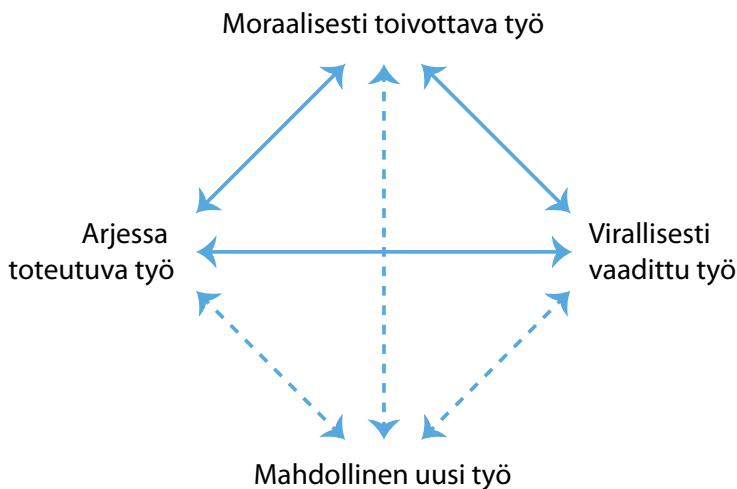 Moraalisesti toivottava työ
Arjessa
toteutuva työ
Virallisesti
vaadittu työ
Mahdollinen uusi työ